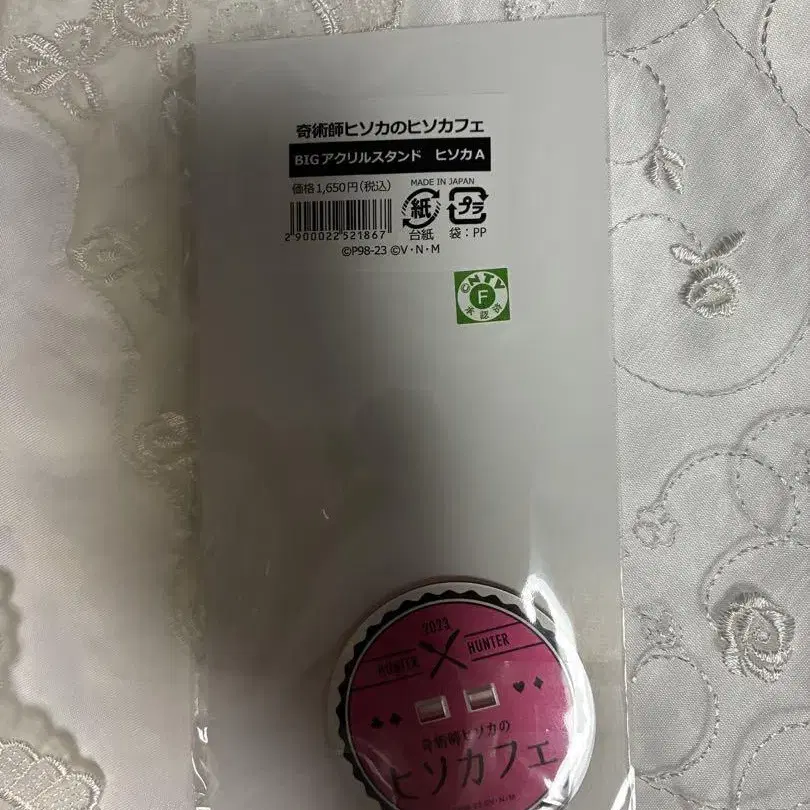 奇術師ヒソカのヒソカフェ
BIGアクリルスタンド ヒソカA
価格1,650円(税込)
MADE IN JAPAN
紙
プラ
2900022521867
台紙
袋:PP
©P98-23 ©V・N・M
©NTV
F
承認済
2023
HUNTER
HUNTER
奇術師ヒソカの
ヒソカフェ